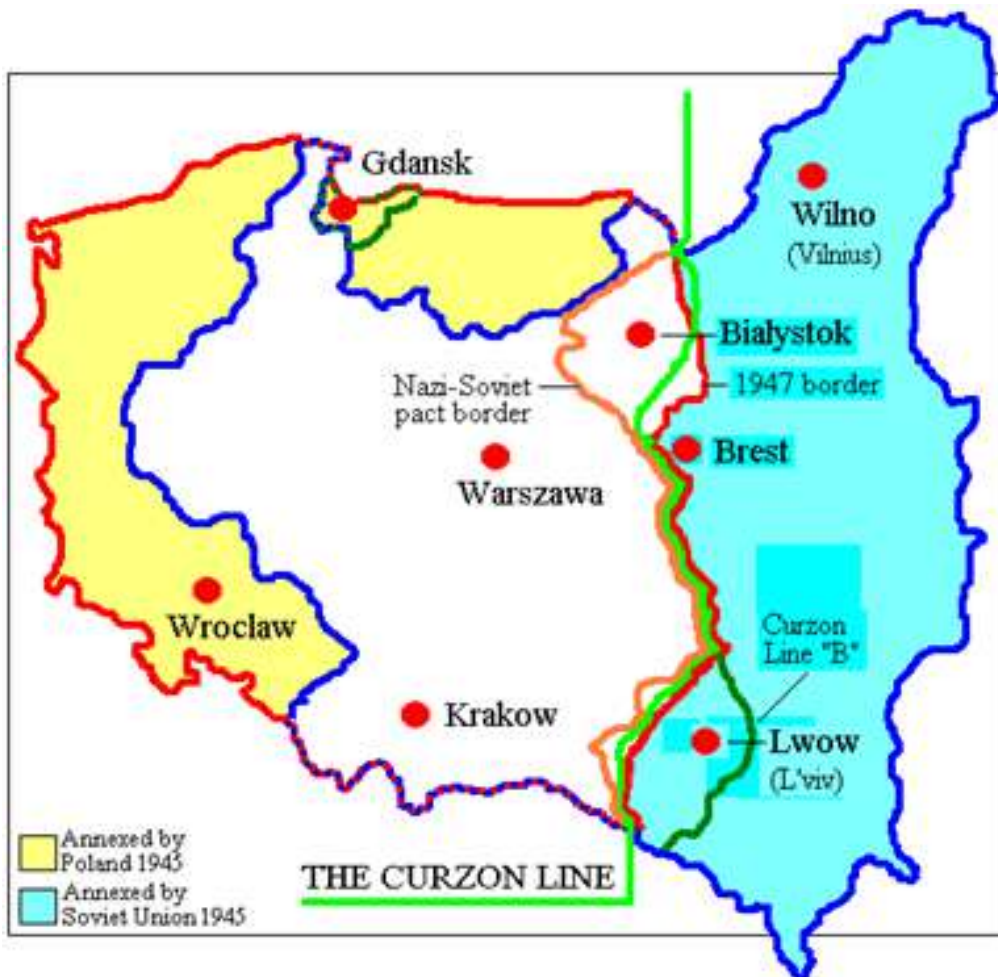 Gdansk
Wilno
(Vilnius)
Białystok
Nazi-Soviet
pact border
1947 border
Brest
Warszawa
Wroclaw
Curzon
Line "B"
Krakow
Lwow
(L'viv)
Annexed by
Poland 1945
THE CURZON LINE
Annexed by
Soviet Union 1945